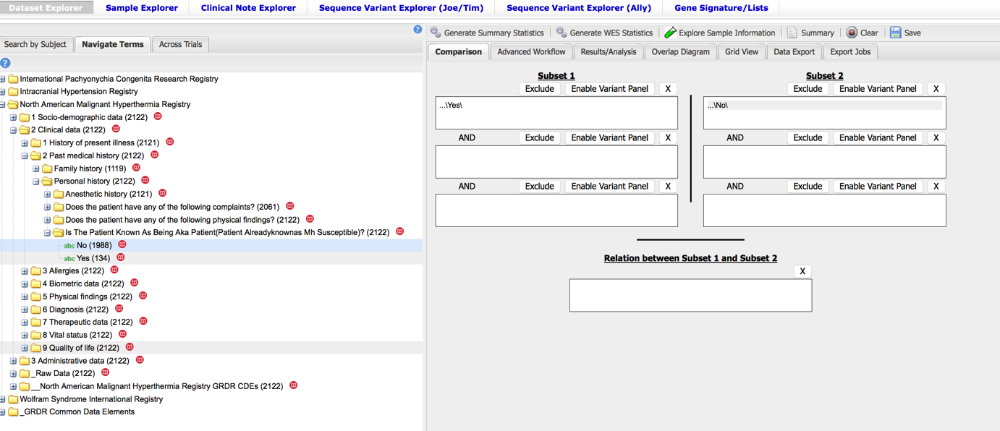 Dataset Explorer Sample Explorer Clinical Note Explorer Sequence Variant Explorer (Joe/Tim) Sequence Variant Explorer (Ally) Gene Signature/Lists
?
Search by Subject Navigate Terms Across Trials
?
International Pachyonychia Congenita Research Registry
Intracranial Hypertension Registry
North American Malignant Hyperthermia Registry
1 Socio-demographic data (2122)
2 Clinical data (2122)
1 History of present illness (2121)
2 Past medical history (2122)
Family history (1119)
Personal history (2122)
Anesthetic history (2121)
Does the patient have any of the following complaints? (2061)
Does the patient have any of the following physical findings? (2122)
Is The Patient Known As Being Aka Patient(Patient Alreadyknownas Mh Susceptible)? (2122)
abc No (1988)
abc Yes (134)
3 Allergies (2122)
4 Biometric data (2122)
5 Physical findings (2122)
6 Diagnosis (2122)
7 Therapeutic data (2122)
8 Vital status (2122)
9 Quality of life (2122)
3 Administrative data (2122)
_Raw Data (2122)
__North American Malignant Hyperthermia Registry GRDR CDEs (2122)
Wolfram Syndrome International Registry
_GRDR Common Data Elements
Generate Summary Statistics Generate WES Statistics Explore Sample Information Summary Clear Save
Comparison Advanced Workflow Results/Analysis Overlap Diagram Grid View Data Export Export Jobs
Subset 1
Exclude Enable Variant Panel X
...\Yes\
AND Exclude Enable Variant Panel X
AND Exclude Enable Variant Panel X
Subset 2
Exclude Enable Variant Panel X
...\No\
AND Exclude Enable Variant Panel X
AND Exclude Enable Variant Panel X
Relation between Subset 1 and Subset 2
X